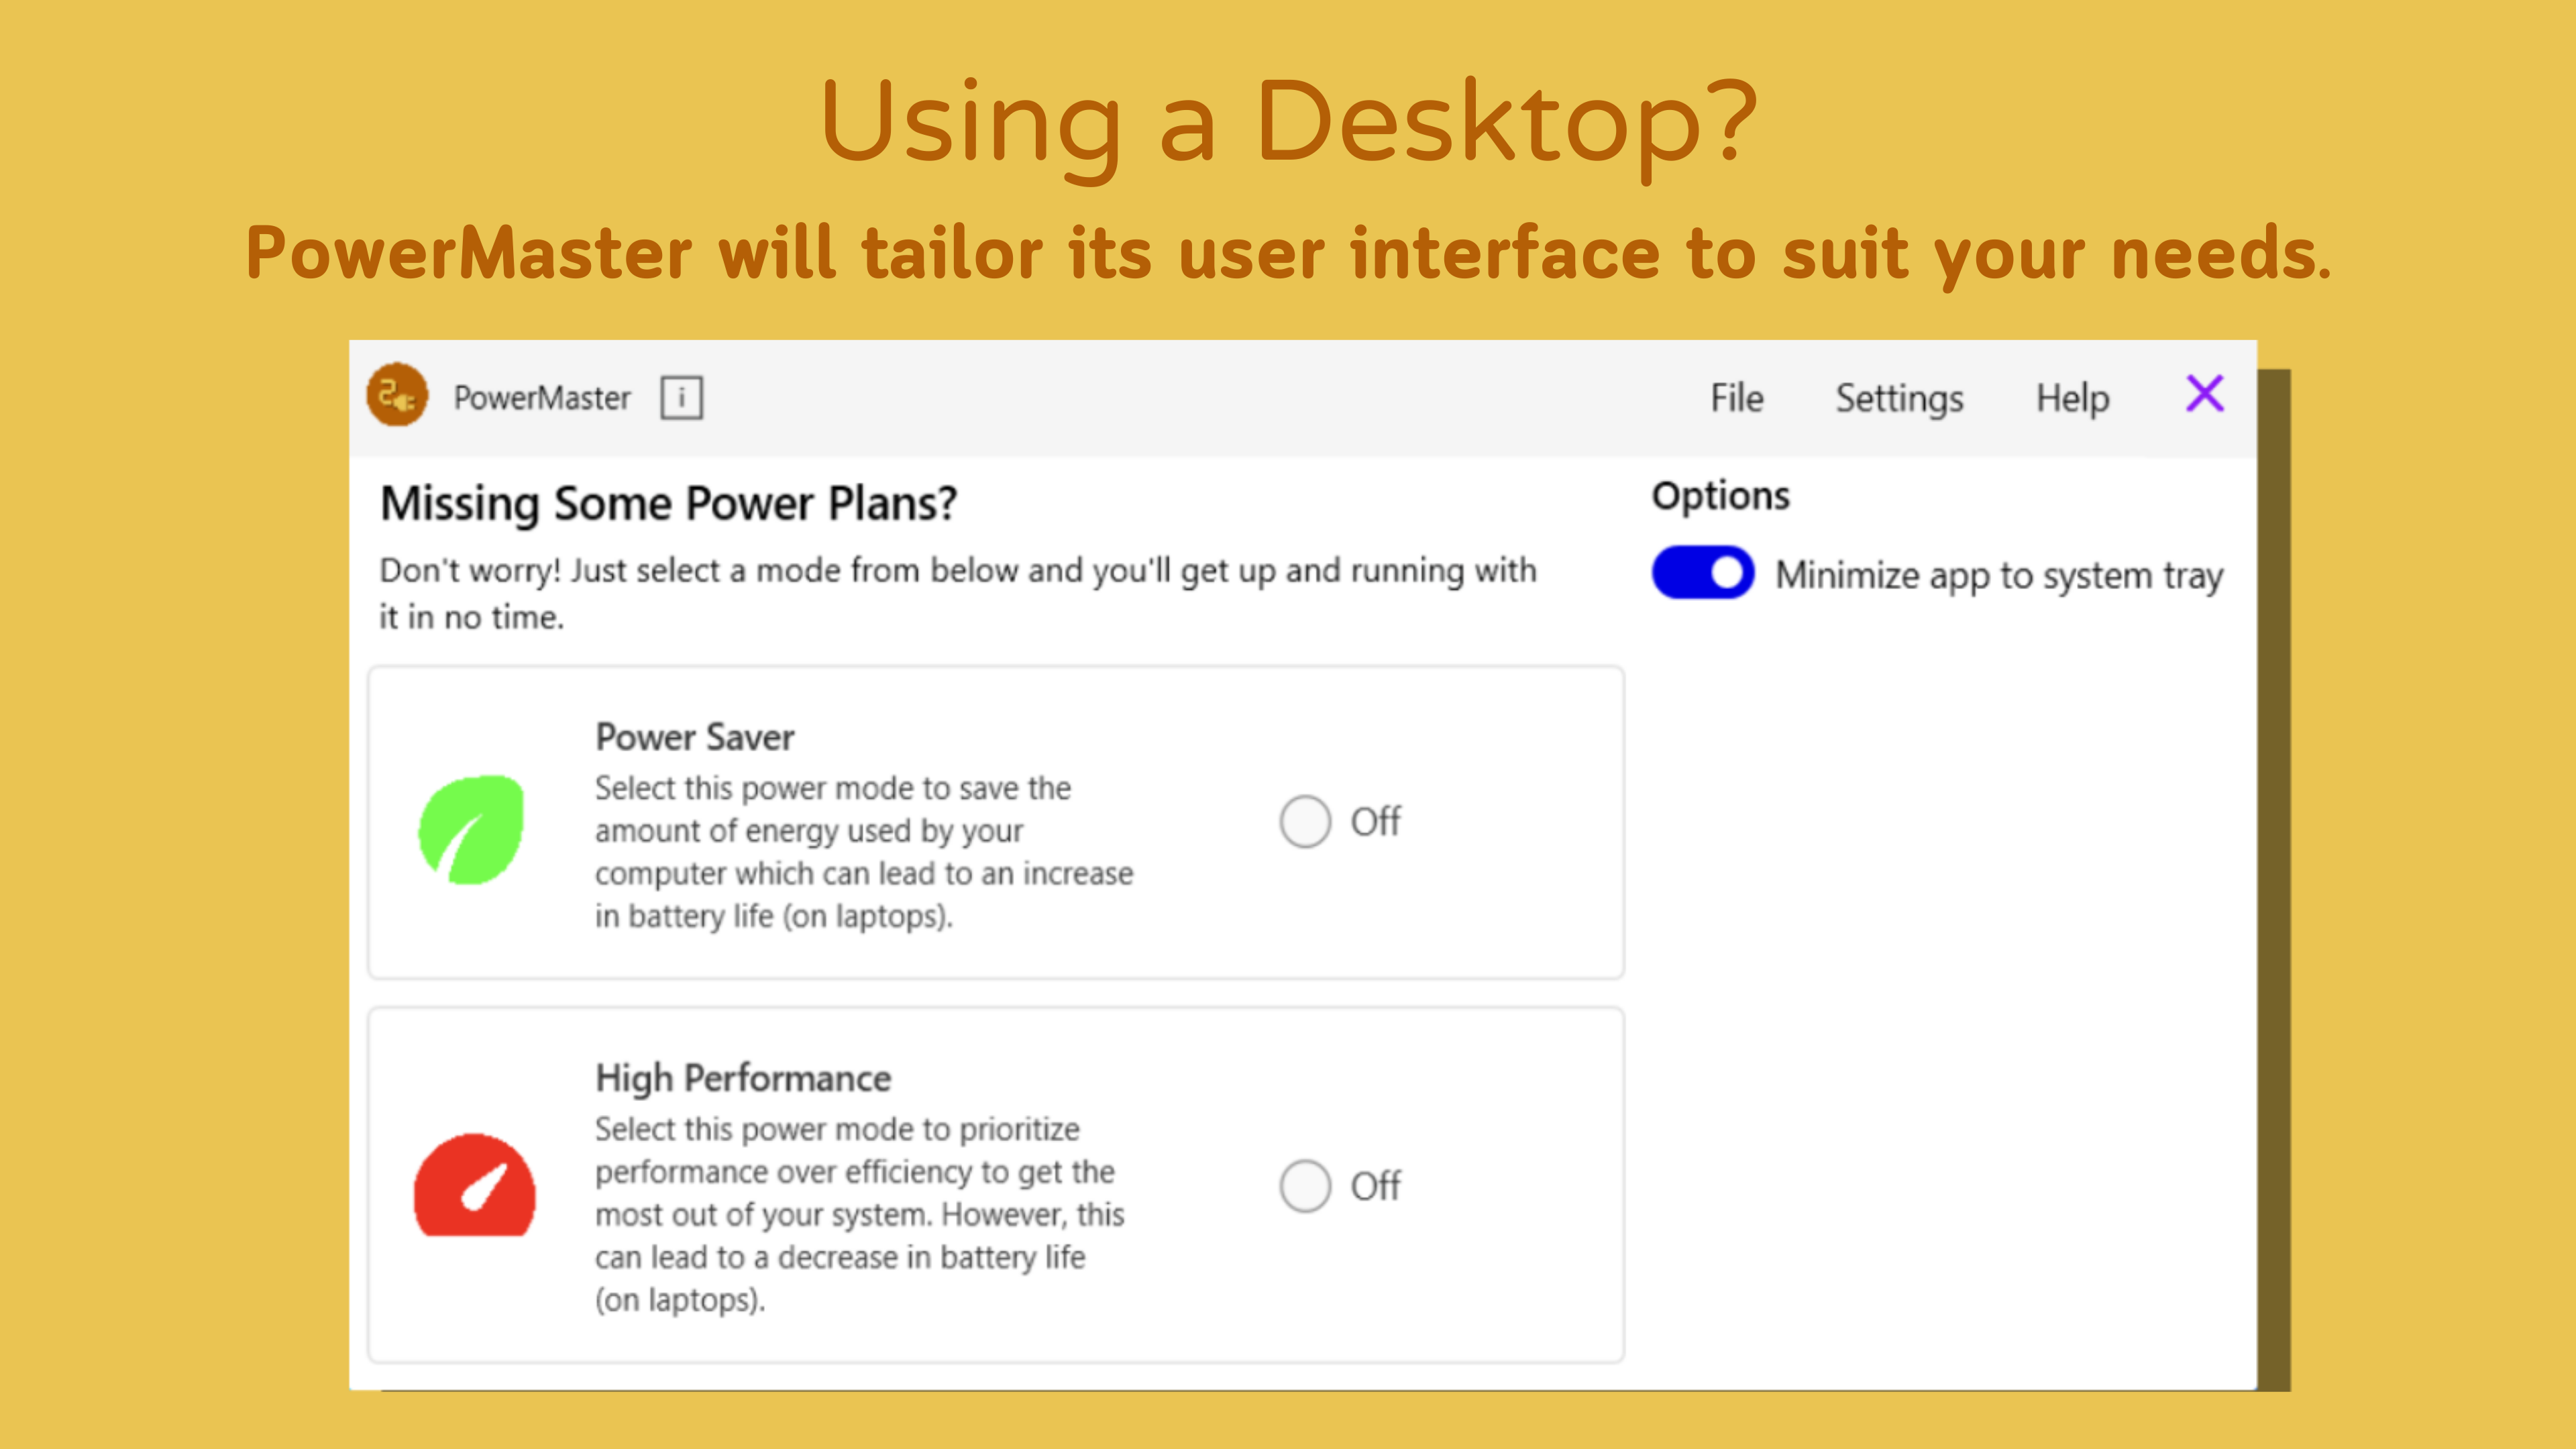 Using a Desktop?
PowerMaster will tailor its user interface to suit your needs.
PowerMaster i File Settings Help
Missing Some Power Plans?
Don't worry! Just select a mode from below and you'll get up and running with
it in no time.
Options
Minimize app to system tray
Power Saver
Select this power mode to save the
amount of energy used by your
computer which can lead to an increase
in battery life (on laptops).
Off
High Performance
Select this power mode to prioritize
performance over efficiency to get the
most out of your system. However, this
can lead to a decrease in battery life
(on laptops).
Off